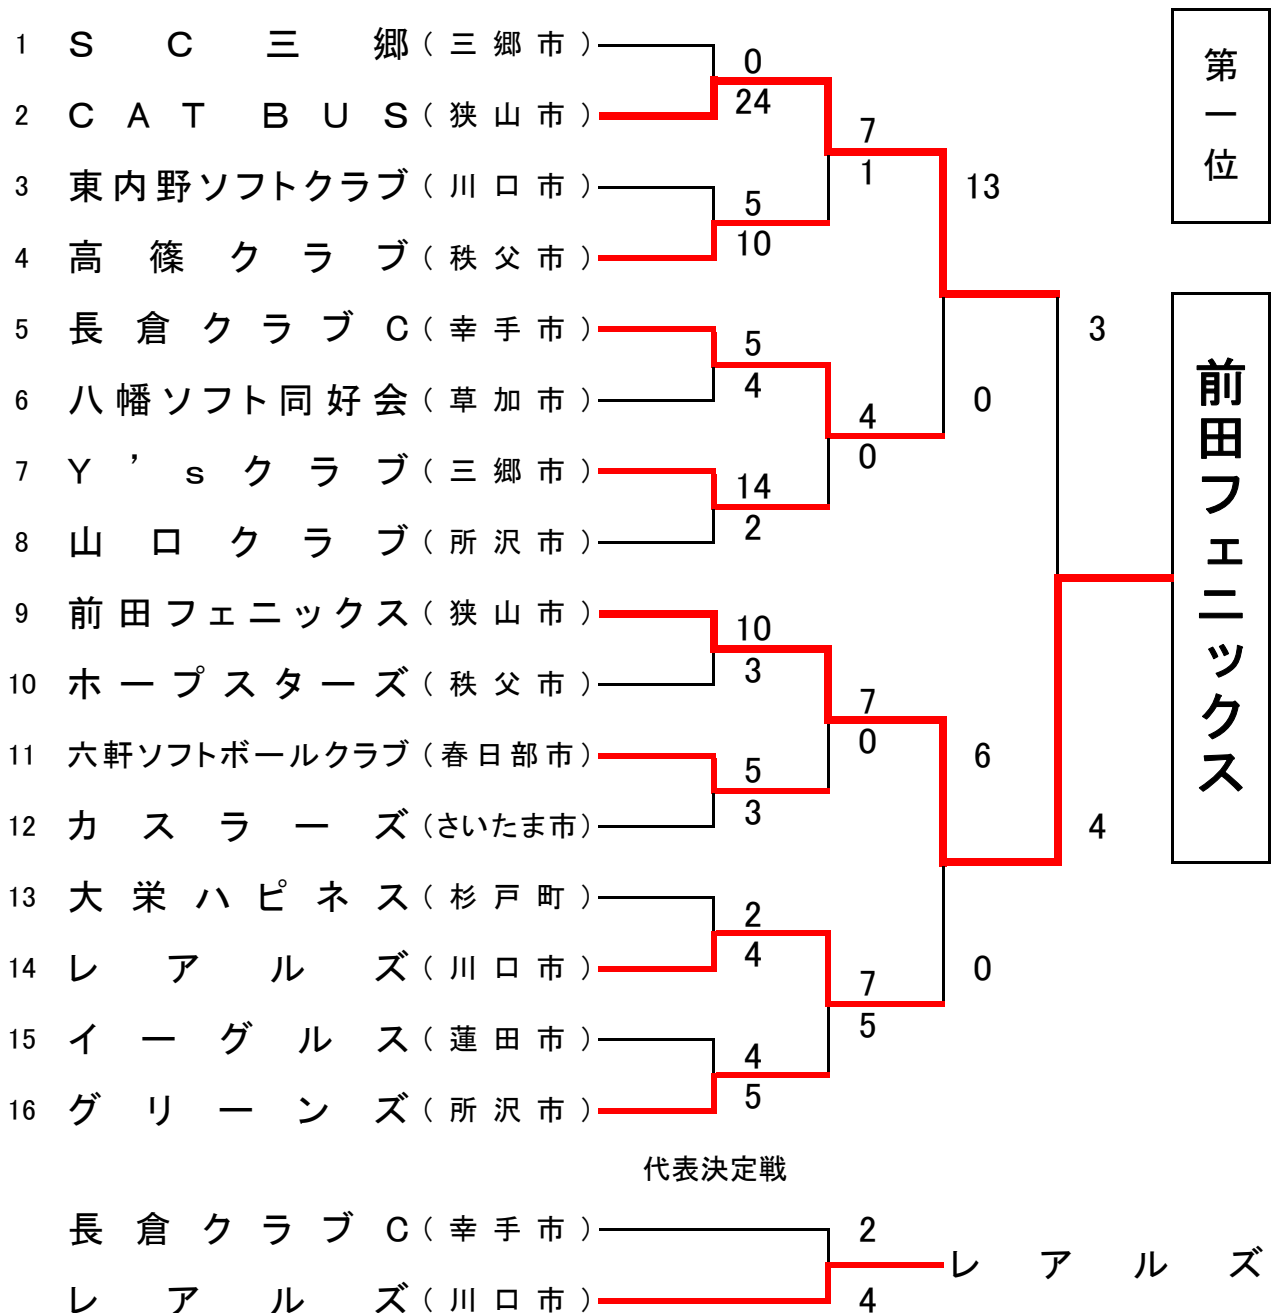 1 SC三郷(三郷市)
0
2 CAT BUS(狭山市)
24
7
1
3 東内野ソフトクラブ(川口市)
13
5
4 高篠クラブ(秩父市)
10
5 長倉クラブC(幸手市)
5
3
6 八幡ソフト同好会(草加市)
4
4
0
0
7 Y’sクラブ(三郷市)
14
8 山口クラブ(所沢市)
2
9 前田フェニックス(狭山市)
10
10 ホープスターズ(秩父市)
3
7
0
11 六軒ソフトボールクラブ(春日部市)
6
5
12 カスラーズ(さいたま市)
3
4
13 大栄ハピネス(杉戸町)
2
14 レアルズ(川口市)
4
0
7
5
15 イーグルス(蓮田市)
4
16 グリーンズ(所沢市)
5
第一位
前田フェニックス
代表決定戦
長倉クラブC(幸手市)
2
レアルズ
レアルズ(川口市)
4